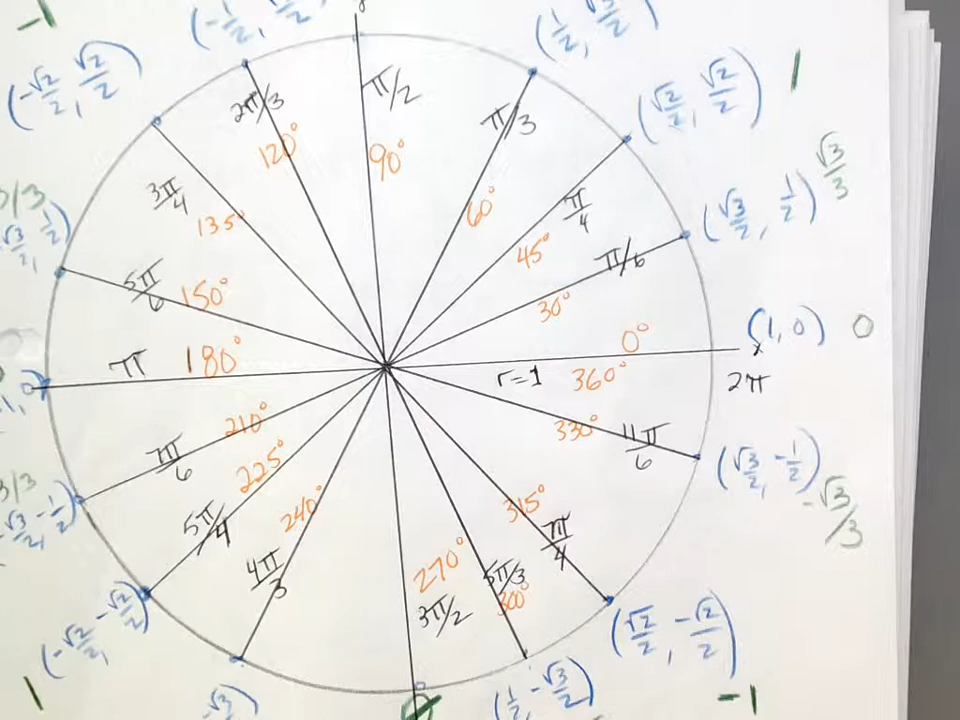 -1
(-1/2,
(1/2, √3/2)
(-√2/2, √2/2)
(√2/2, √2/2)
1
2π/3
π/2
π/3
120°
90°
√3/3
3π/4
135°
60°
π/4
(√3/2, 1/2)
45°
π/6
5π/6
150°
30°
0°
(1, 0)
0
x
π
180°
r=1
360°
2π
210°
330°
11π/6
(√3/2, -1/2)
7π/6
225°
-√3/3
5π/4
240°
315°
7π/4
4π/3
270°
5π/3
3π/2
300°
(-√2/2, -√2/2)
(√2/2, -√2/2)
1
(1/2, -√3/2)
-1